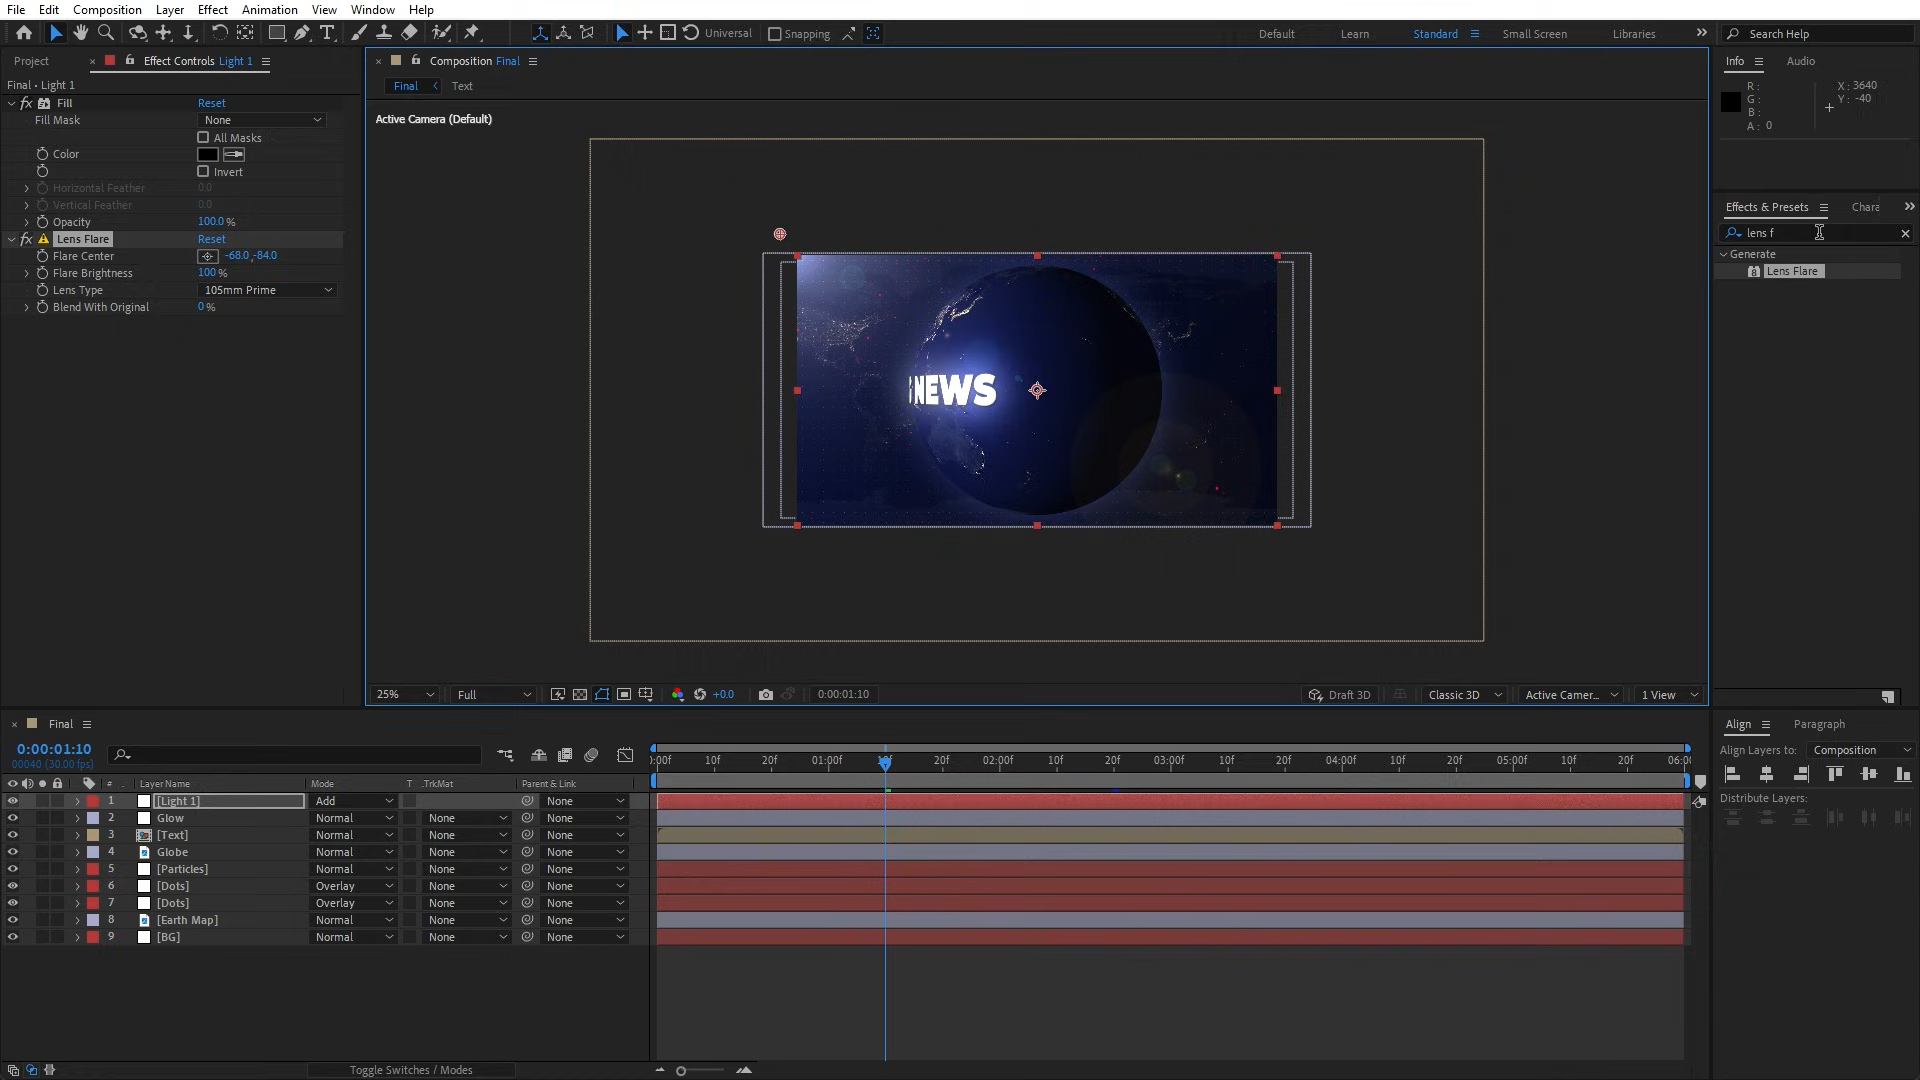 File Edit Composition Layer Effect Animation View Window Help
Universal Snapping Default Learn Standard Small Screen Libraries Search Help
Project Effect Controls Light 1
Final • Light 1
fx Fill Reset
Fill Mask None
All Masks
Color
Invert
Horizontal Feather 0.0
Vertical Feather 0.0
Opacity 100.0 %
fx Lens Flare Reset
Flare Center -68.0,-84.0
Flare Brightness 100 %
Lens Type 105mm Prime
Blend With Original 0 %
Composition Final
Final Text
Active Camera (Default)
NEWS
25% Full +0.0 0:00:01:10 Draft 3D Classic 3D Active Camer... 1 View
Info Audio
R : X : 3640
G : Y : -40
B :
A : 0
Effects & Presets Chara
lens f
Generate
Lens Flare
Final
0:00:01:10
00040 (30.00 fps)
# Layer Name Mode T .TrkMat Parent & Link
1 [Light 1] Add None
2 Glow Normal None None
3 [Text] Normal None None
4 Globe Normal None None
5 [Particles] Normal None None
6 [Dots] Overlay None None
7 [Dots] Overlay None None
8 [Earth Map] Normal None None
9 [BG] Normal None None
10f 20f 01:00f 20f 02:00f 10f 20f 03:00f 10f 20f 04:00f 10f 20f 05:00f 10f 20f
Toggle Switches / Modes
Align Paragraph
Align Layers to: Composition
Distribute Layers: